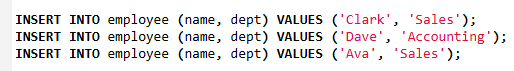 INSERT INTO employee (name, dept) VALUES ('Clark', 'Sales');
INSERT INTO employee (name, dept) VALUES ('Dave', 'Accounting');
INSERT INTO employee (name, dept) VALUES ('Ava', 'Sales');